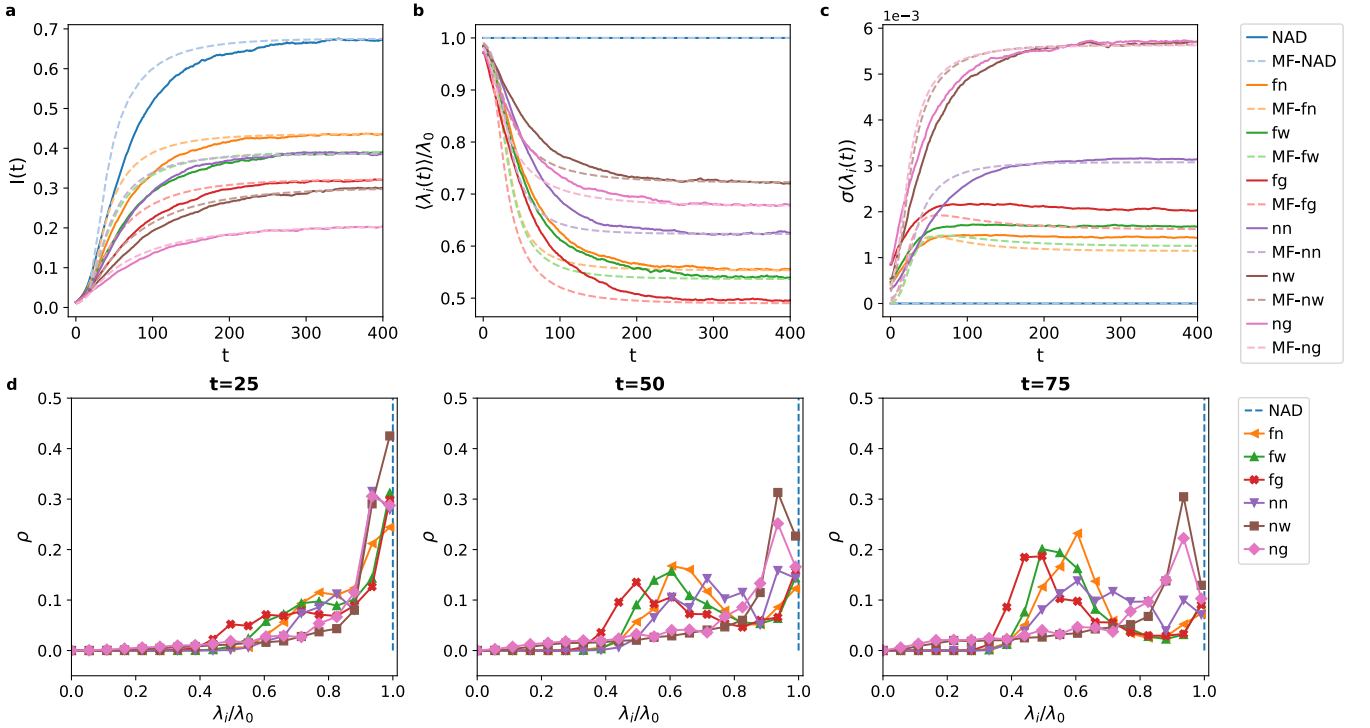 a
b
c
1e−3
I(t)
0.7
0.6
0.5
0.4
0.3
0.2
0.1
0.0
0
100
200
300
400
t
⟨λi(t)⟩/λ0
1.0
0.9
0.8
0.7
0.6
0.5
0
100
200
300
400
t
σ(λi(t))
6
5
4
3
2
1
0
0
100
200
300
400
t
NAD
MF-NAD
fn
MF-fn
fw
MF-fw
fg
MF-fg
nn
MF-nn
nw
MF-nw
ng
MF-ng
d
t=25
t=50
t=75
ρ
0.5
0.4
0.3
0.2
0.1
0.0
0.0
0.2
0.4
0.6
0.8
1.0
λi/λ0
ρ
0.5
0.4
0.3
0.2
0.1
0.0
0.0
0.2
0.4
0.6
0.8
1.0
λi/λ0
ρ
0.5
0.4
0.3
0.2
0.1
0.0
0.0
0.2
0.4
0.6
0.8
1.0
λi/λ0
NAD
fn
fw
fg
nn
nw
ng